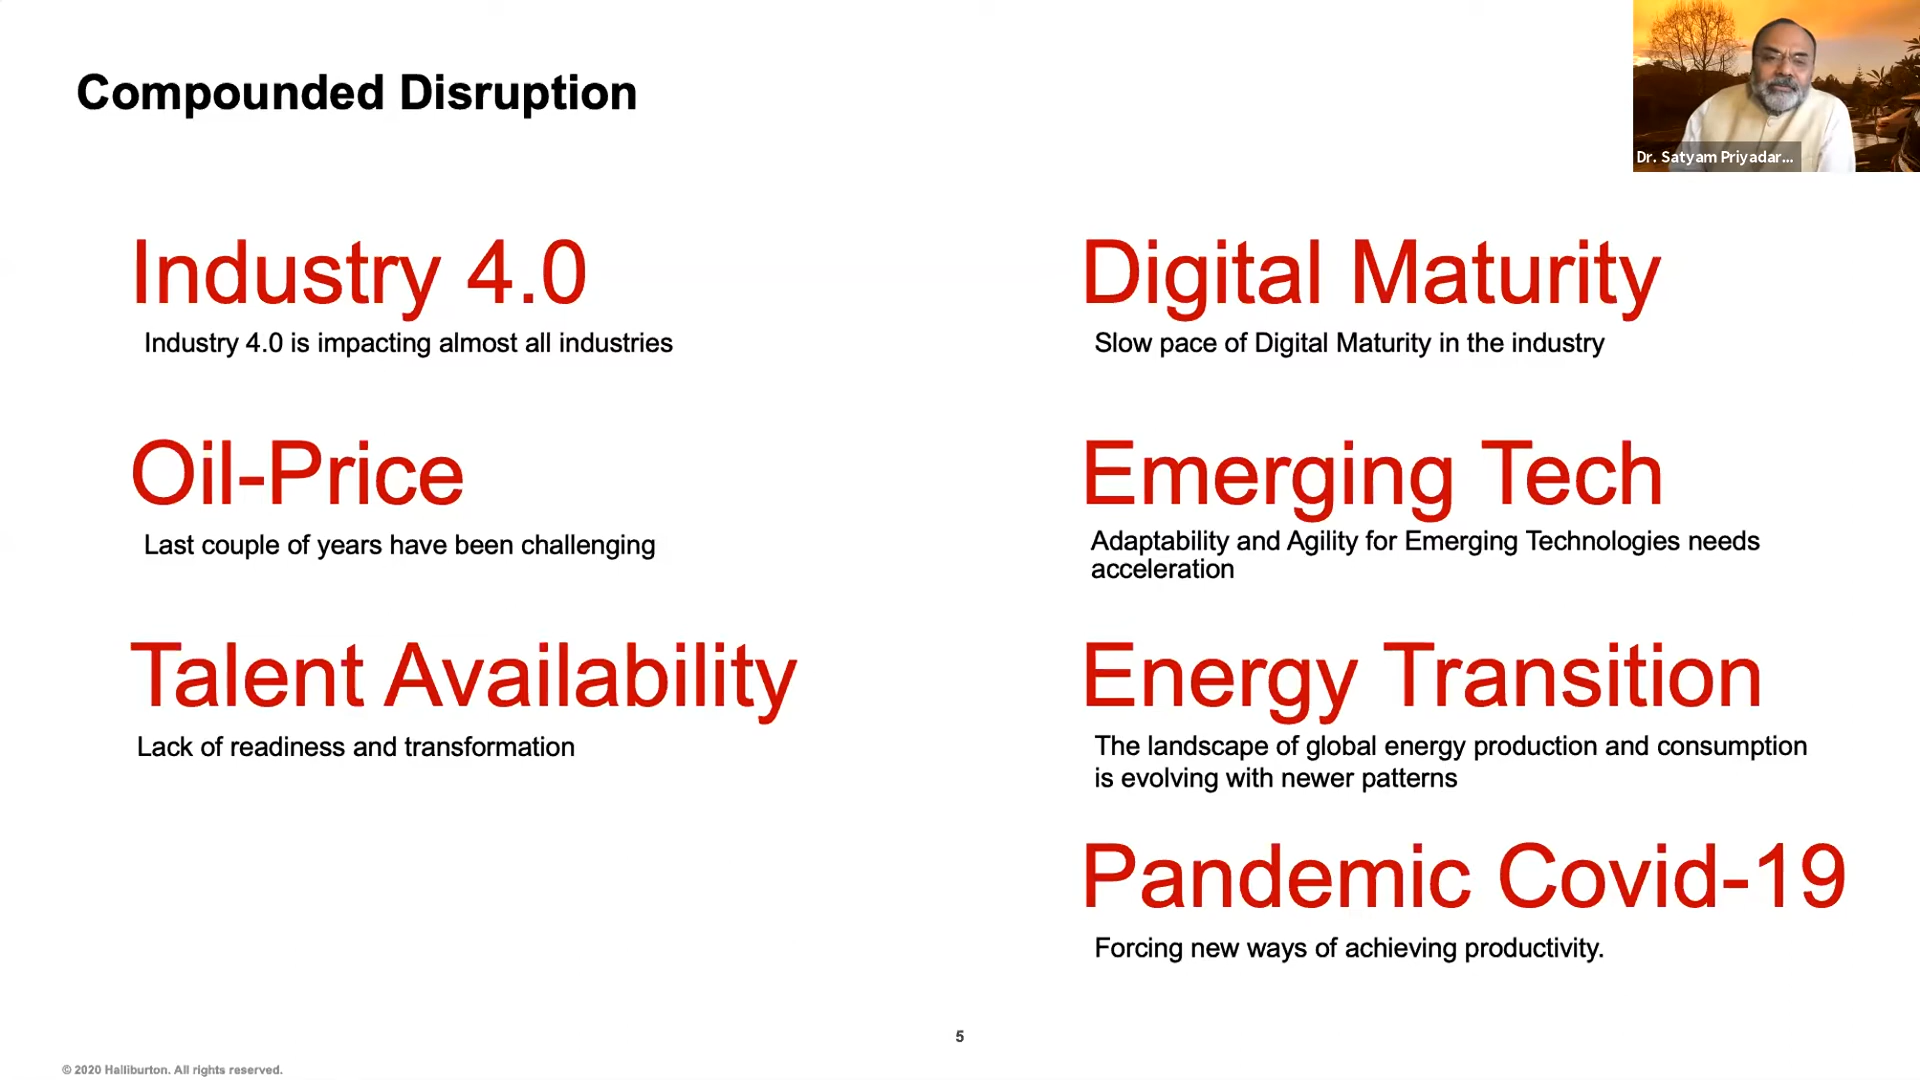 Compounded Disruption
Dr. Satyam Priyadar...
Industry 4.0
Industry 4.0 is impacting almost all industries
Oil-Price
Last couple of years have been challenging
Talent Availability
Lack of readiness and transformation
Digital Maturity
Slow pace of Digital Maturity in the industry
Emerging Tech
Adaptability and Agility for Emerging Technologies needs
acceleration
Energy Transition
The landscape of global energy production and consumption
is evolving with newer patterns
Pandemic Covid-19
Forcing new ways of achieving productivity.
5
© 2020 Halliburton. All rights reserved.